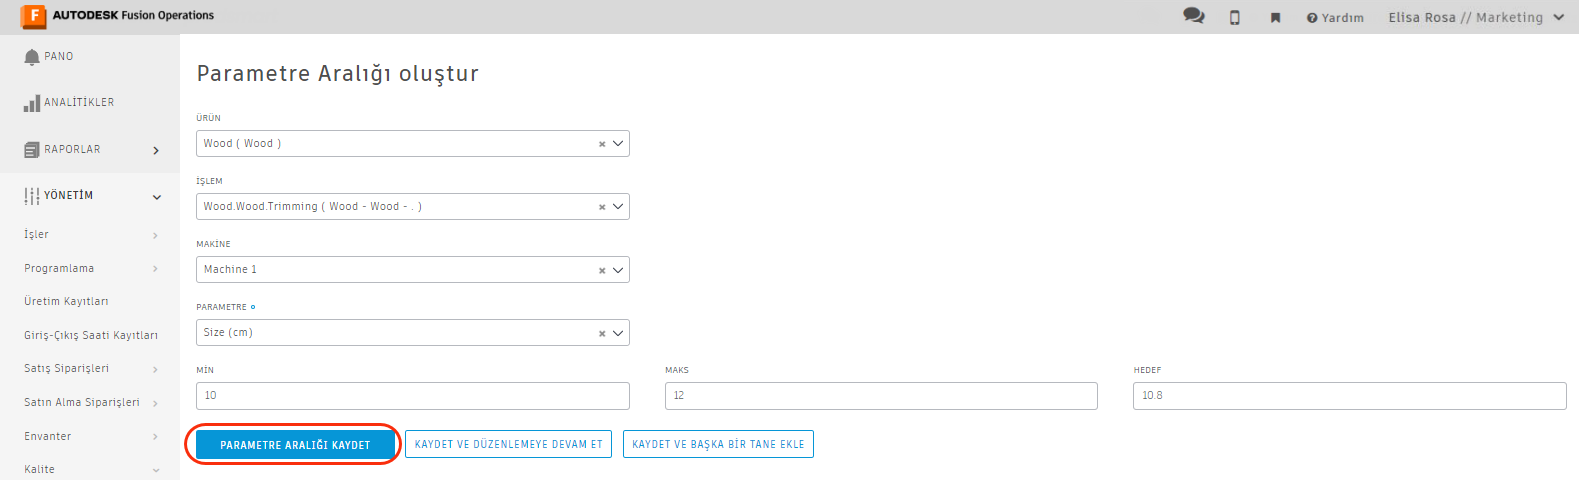 F AUTODESK Fusion Operations
Yardım
Elisa Rosa // Marketing
PANO
ANALİTİKLER
RAPORLAR
YÖNETİM
İşler
Programlama
Üretim Kayıtları
Giriş-Çıkış Saati Kayıtları
Satış Siparişleri
Satın Alma Siparişleri
Envanter
Kalite
Parametre Aralığı oluştur
ÜRÜN
Wood ( Wood )
İŞLEM
Wood.Wood.Trimming ( Wood - Wood - . )
MAKİNE
Machine 1
PARAMETRE
Size (cm)
MİN
MAKS
HEDEF
10
12
10.8
PARAMETRE ARALIĞI KAYDET
KAYDET VE DÜZENLEMEYE DEVAM ET
KAYDET VE BAŞKA BİR TANE EKLE